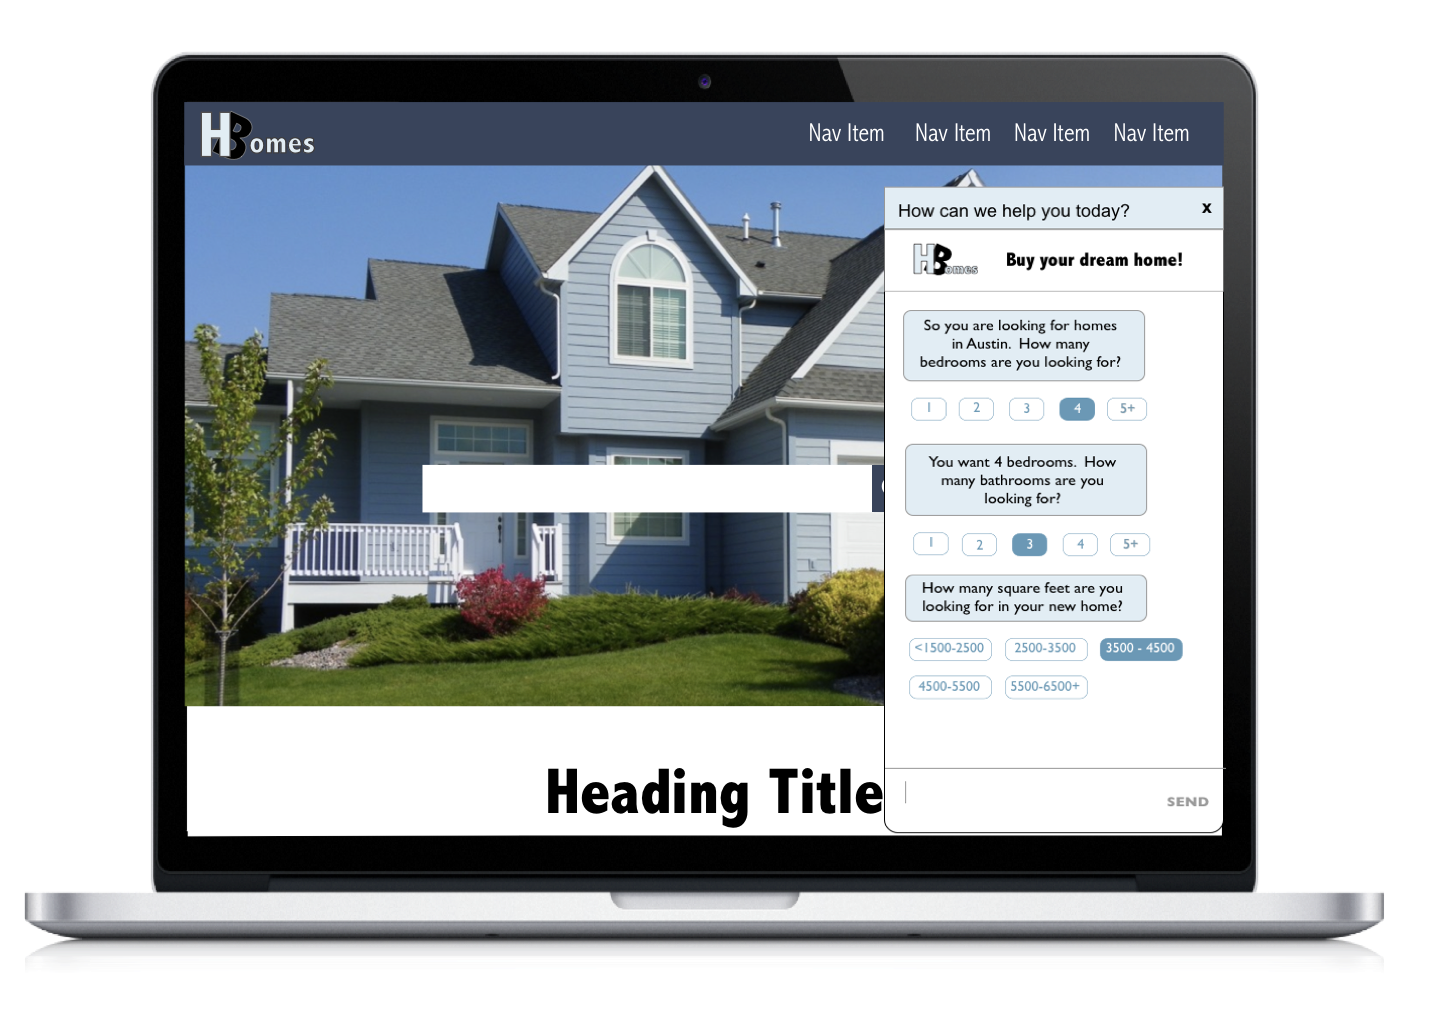 HBomes
Nav Item Nav Item Nav Item Nav Item
How can we help you today? x
HBomes Buy your dream home!
So you are looking for homes
in Austin. How many
bedrooms are you looking for?
1 2 3 4 5+
You want 4 bedrooms. How
many bathrooms are you
looking for?
1 2 3 4 5+
How many square feet are you
looking for in your new home?
<1500-2500 2500-3500 3500 - 4500
4500-5500 5500-6500+
Heading Title
SEND